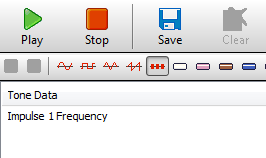 Play Stop Save Clear
Tone Data
Impulse 1 Frequency